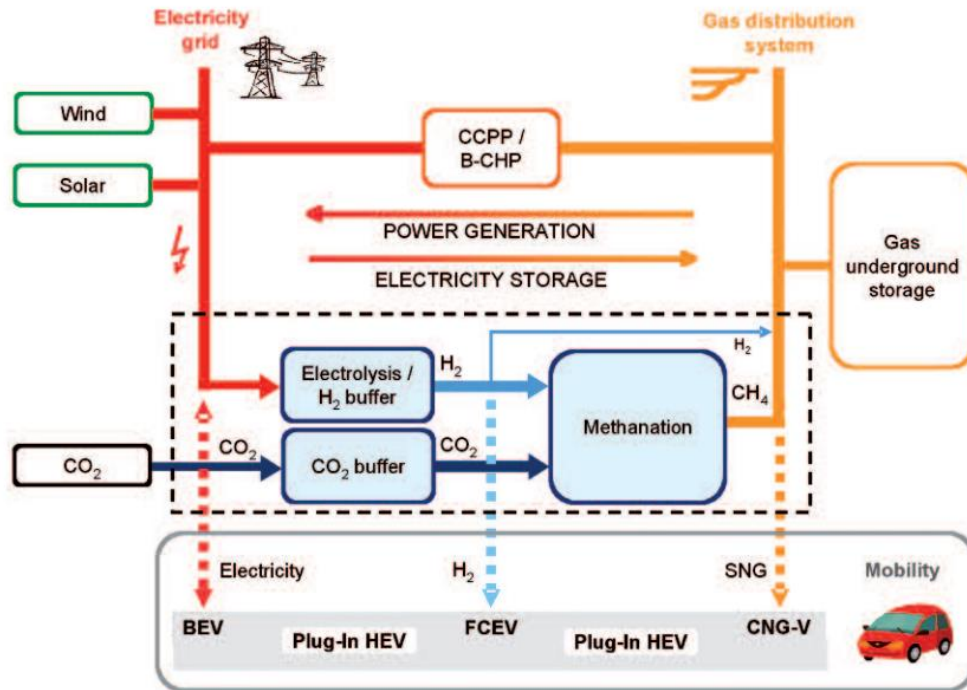 Electricity
grid
Gas distribution
system
Wind
CCPP /
B-CHP
Solar
POWER GENERATION
ELECTRICITY STORAGE
Gas
underground
storage
Electrolysis /
H₂ buffer
H₂
H₂
CH₄
Methanation
CO₂
CO₂
CO₂ buffer
CO₂
Electricity
H₂
SNG
Mobility
BEV
Plug-In HEV
FCEV
Plug-In HEV
CNG-V